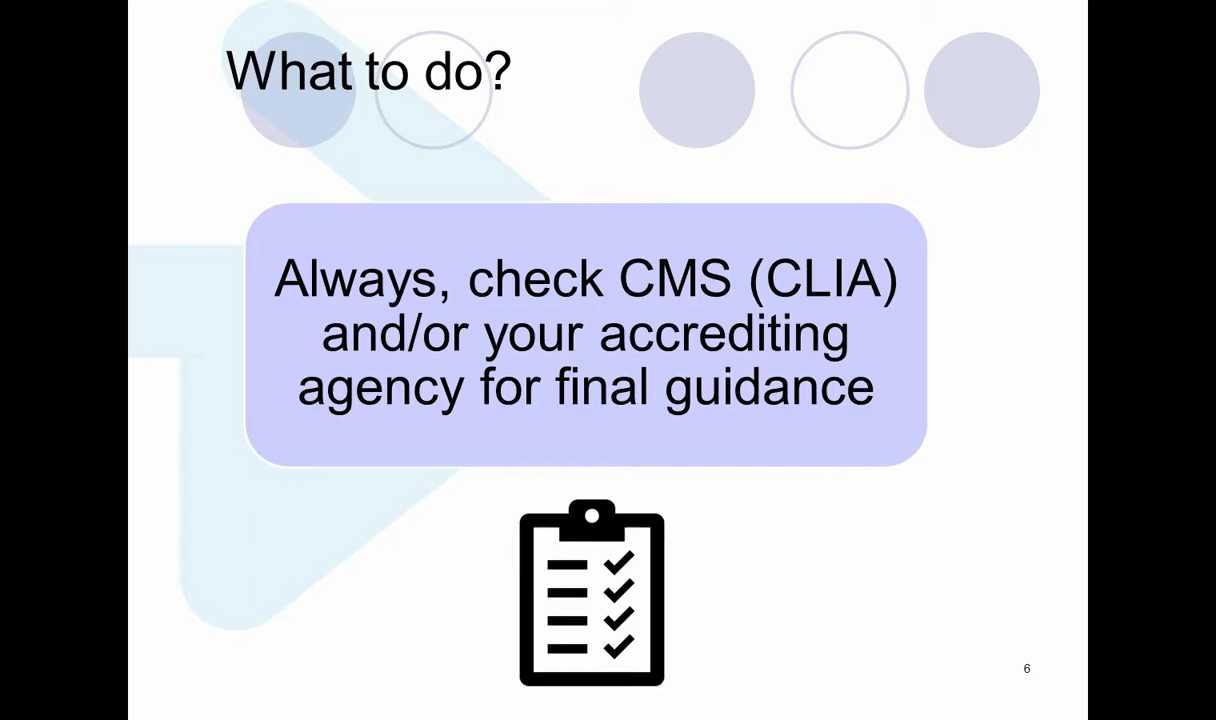 What to do?
Always, check CMS (CLIA)
and/or your accrediting
agency for final guidance
6